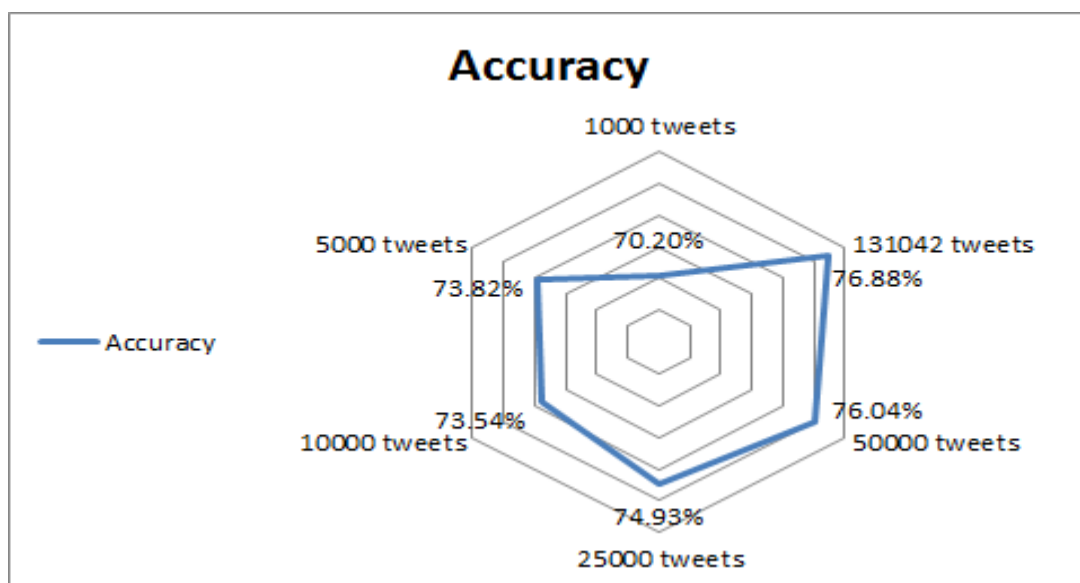 Accuracy
1000 tweets
70.20%
5000 tweets
131042 tweets
73.82%
76.88%
Accuracy
73.54%
76.04%
10000 tweets
50000 tweets
74.93%
25000 tweets